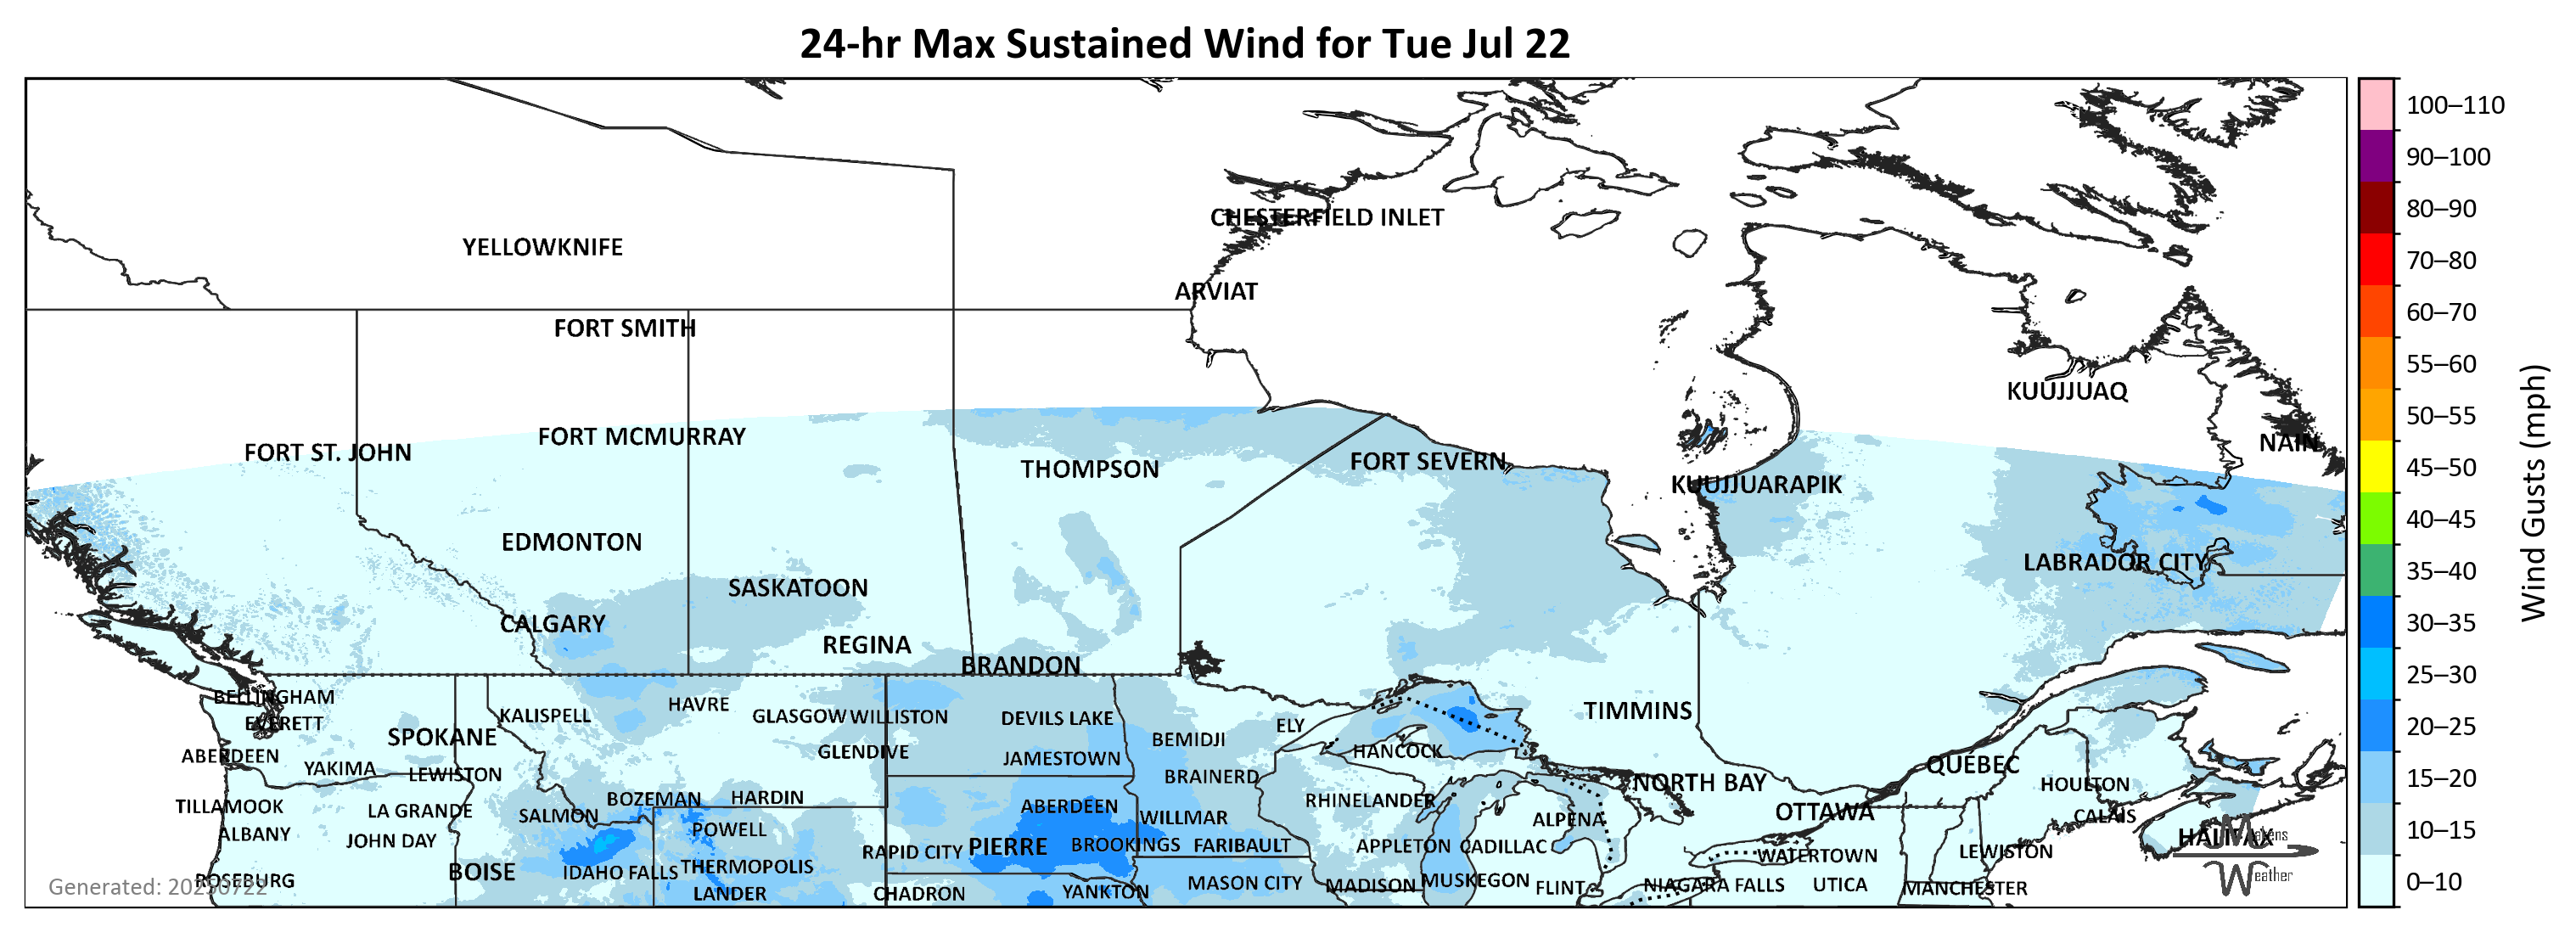 24-hr Max Sustained Wind for Tue Jul 22
100–110
90–100
80–90
70–80
60–70
55–60
50–55
45–50
40–45
35–40
30–35
25–30
20–25
15–20
10–15
0–10
Wind Gusts (mph)
CHESTERFIELD INLET
YELLOWKNIFE
ARVIAT
FORT SMITH
KUUJJUAQ
FORT MCMURRAY
NAIN
FORT ST. JOHN
FORT SEVERN
THOMPSON
KUUJJUARAPIK
EDMONTON
LABRADOR CITY
SASKATOON
CALGARY
REGINA
BRANDON
BELLINGHAM
HAVRE
TIMMINS
KALISPELL
GLASGOW
WILLISTON
DEVILS LAKE
EVERETT
ELY
SPOKANE
BEMIDJI
HANCOCK
GLENDIVE
ABERDEEN
JAMESTOWN
QUÉBEC
YAKIMA
LEWISTON
BRAINERD
NORTH BAY
HOULTON
BOZEMAN
HARDIN
RHINELANDER
TILLAMOOK
LA GRANDE
ABERDEEN
OTTAWA
SALMON
WILLMAR
CALAIS
ALPENA
ALBANY
POWELL
HALIFAX
JOHN DAY
PIERRE
BROOKINGS
FARIBAULT
APPLETON
CADILLAC
RAPID CITY
LEWISTON
WATERTOWN
THERMOPOLIS
BOISE
IDAHO FALLS
ROSEBURG
MUSKEGON
MASON CITY
MADISON
NIAGARA FALLS
UTICA
FLINT
MANCHESTER
LANDER
CHADRON
YANKTON
Generated: 20250722
Makens
Weather